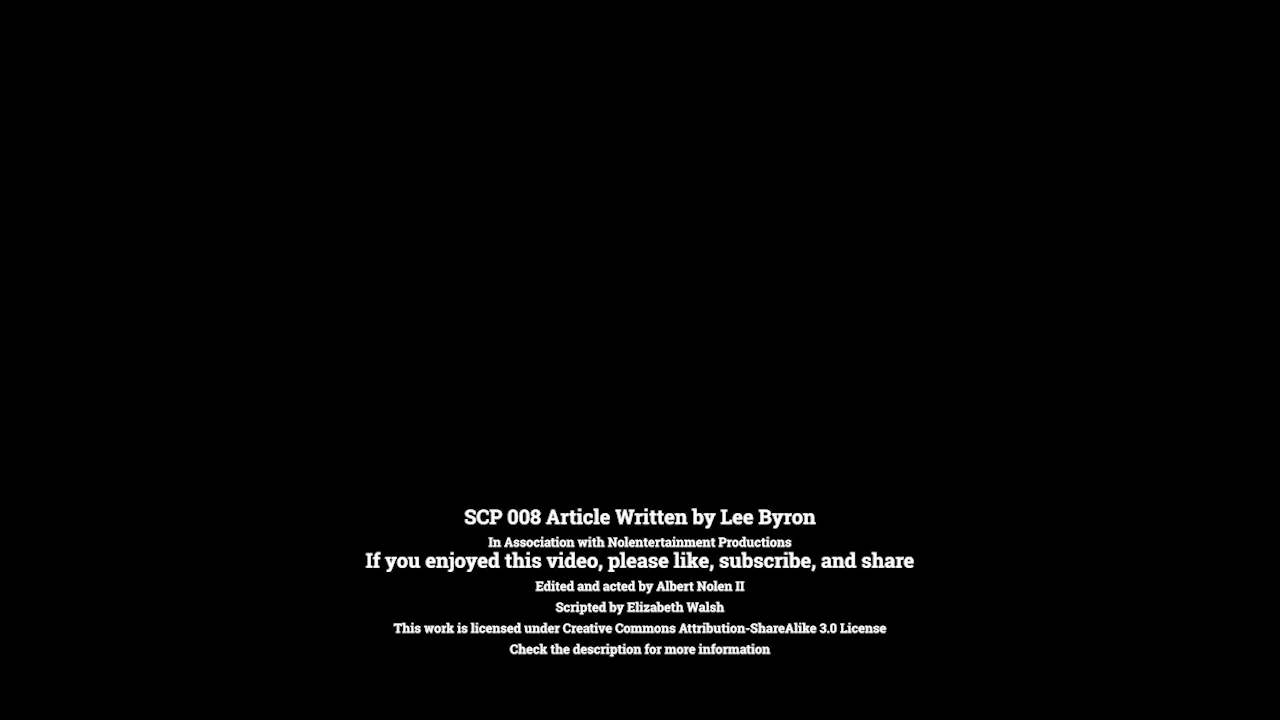 SCP 008 Article Written by Lee Byron
In Association with Nolentertainment Productions
If you enjoyed this video, please like, subscribe, and share
Edited and acted by Albert Nolen II
Scripted by Elizabeth Walsh
This work is licensed under Creative Commons Attribution-ShareAlike 3.0 License
Check the description for more information